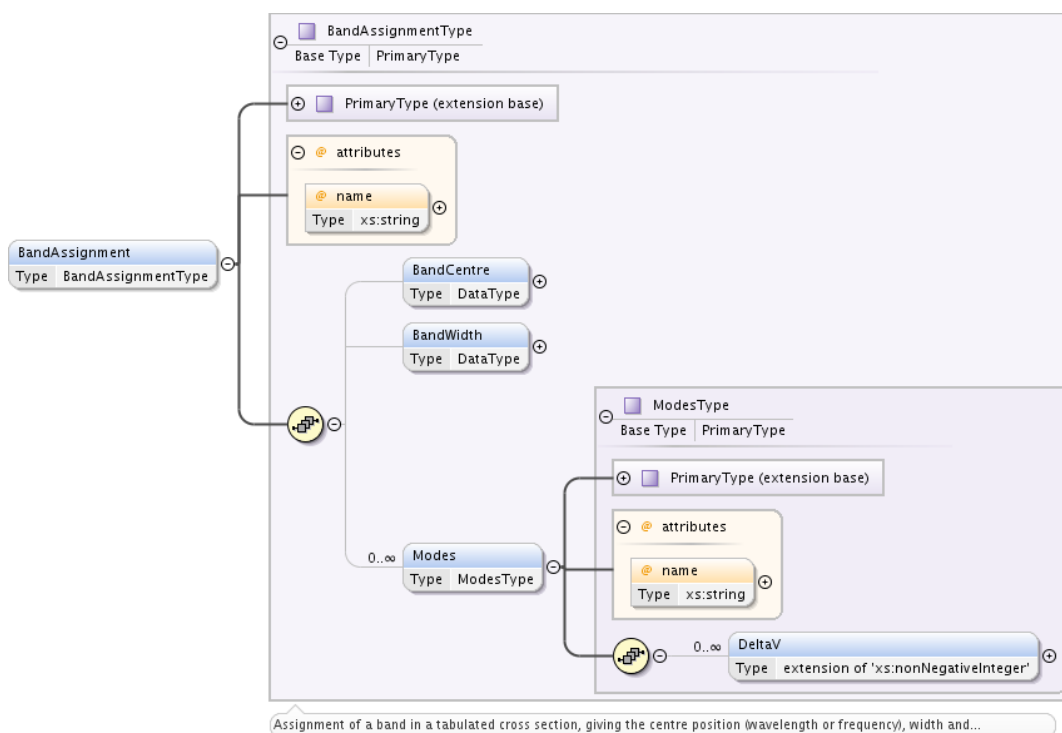 BandAssignmentType
Base Type PrimaryType
PrimaryType (extension base)
@ attributes
@ name
Type xs:string
BandAssignment
Type BandAssignmentType
BandCentre
Type DataType
BandWidth
Type DataType
ModesType
Base Type PrimaryType
PrimaryType (extension base)
@ attributes
@ name
Type xs:string
0..∞ Modes
Type ModesType
0..∞ DeltaV
Type extension of 'xs:nonNegativeInteger'
Assignment of a band in a tabulated cross section, giving the centre position (wavelength or frequency), width and...